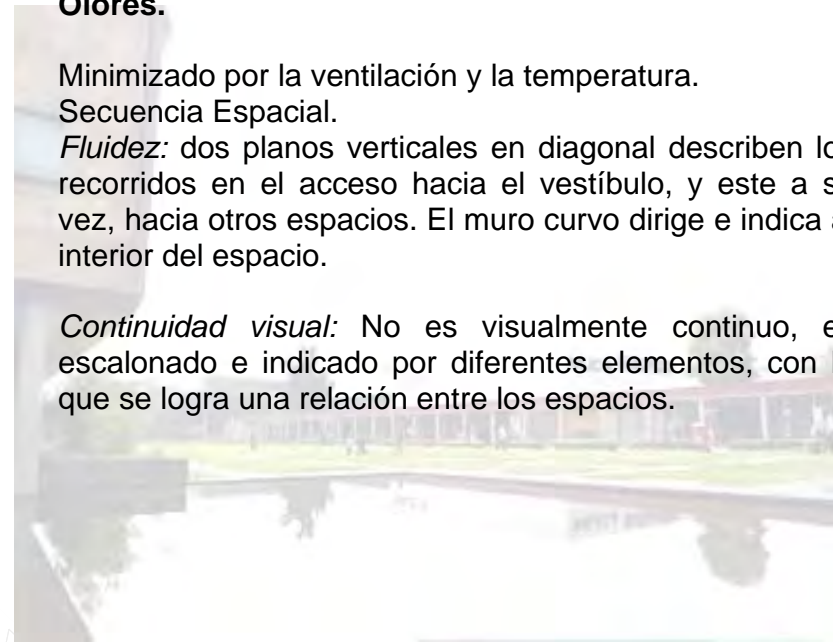 Olores.
Minimizado por la ventilación y la temperatura.
Secuencia Espacial.
Fluidez: dos planos verticales en diagonal describen lo
recorridos en el acceso hacia el vestíbulo, y este a s
vez, hacia otros espacios. El muro curvo dirige e indica a
interior del espacio.
Continuidad visual: No es visualmente continuo, e
escalonado e indicado por diferentes elementos, con l
que se logra una relación entre los espacios.